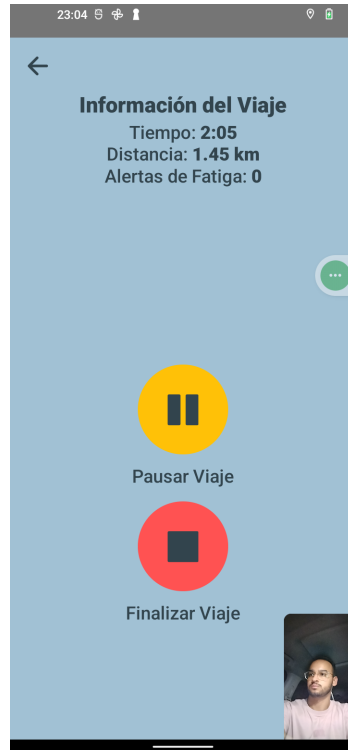 23:04
Información del Viaje
Tiempo: 2:05
Distancia: 1.45 km
Alertas de Fatiga: 0
Pausar Viaje
Finalizar Viaje